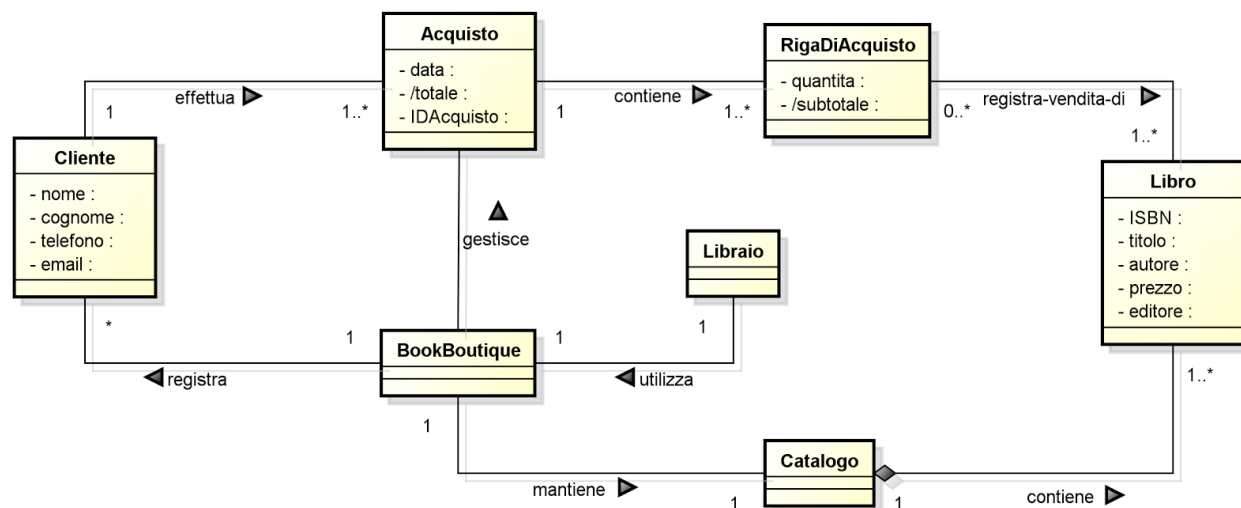 Acquisto
- data :
- /totale :
- IDAcquisto :
RigaDiAcquisto
- quantita :
- /subtotale :
effettua
1
1..*
contiene
1
1..*
registra-vendita-di
0..*
1..*
Cliente
- nome :
- cognome :
- telefono :
- email :
Libro
- ISBN :
- titolo :
- autore :
- prezzo :
- editore :
gestisce
Libraio
BookBoutique
*
1
registra
1
1
utilizza
1
mantiene
1
Catalogo
1
contiene
1..*